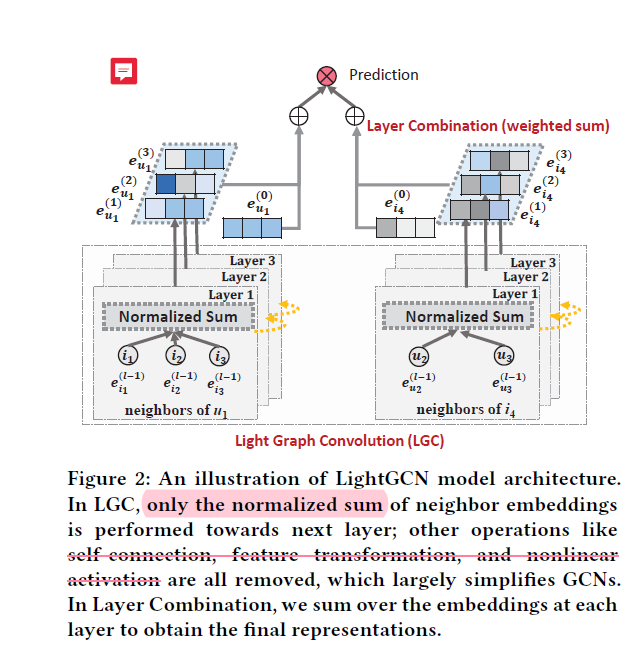 Prediction
Layer Combination (weighted sum)
e_{u_1}^{(3)}
e_{u_1}^{(2)}
e_{u_1}^{(1)}
e_{u_1}^{(0)}
e_{i_4}^{(0)}
e_{i_4}^{(3)}
e_{i_4}^{(2)}
e_{i_4}^{(1)}
Layer 3
Layer 2
Layer 1
Normalized Sum
i_1 i_2 i_3
e_{i_1}^{(l-1)} e_{i_2}^{(l-1)} e_{i_3}^{(l-1)}
neighbors of u_1
Layer 3
Layer 2
Layer 1
Normalized Sum
u_2 u_3
e_{u_2}^{(l-1)} e_{u_3}^{(l-1)}
neighbors of i_4
Light Graph Convolution (LGC)
Figure 2: An illustration of LightGCN model architecture.
In LGC, only the normalized sum of neighbor embeddings
is performed towards next layer; other operations like
self-connection, feature transformation, and nonlinear
activation are all removed, which largely simplifies GCNs.
In Layer Combination, we sum over the embeddings at each
layer to obtain the final representations.